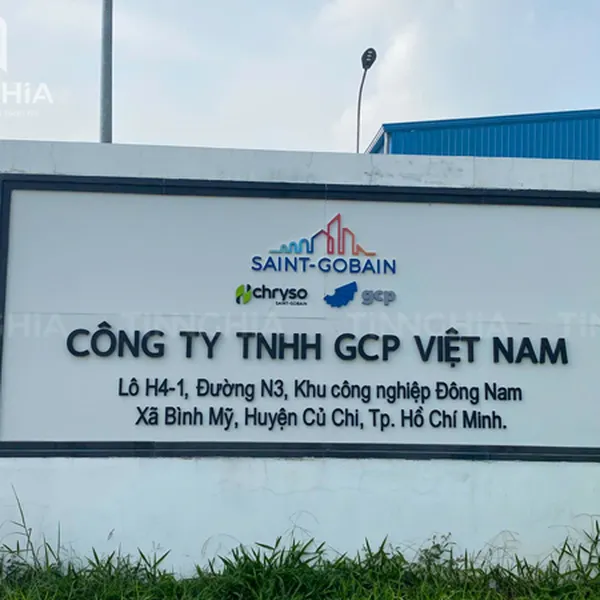 SAINT-GOBAIN
chryso gcp
SAINT-GOBAIN
CÔNG TY TNHH GCP VIỆT NAM
Lô H4-1, Đường N3, Khu công nghiệp Đông Nam
Xã Bình Mỹ, Huyện Củ Chi, Tp. Hồ Chí Minh.